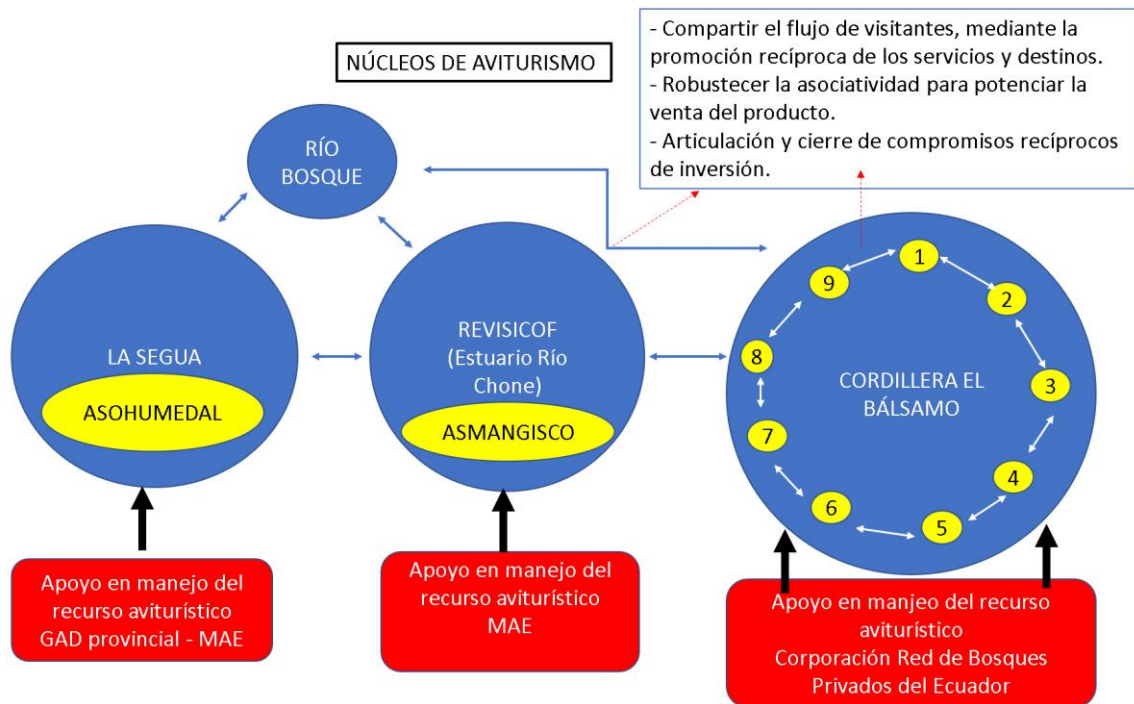 - Compartir el flujo de visitantes, mediante la
promoción recíproca de los servicios y destinos.
- Robustecer la asociatividad para potenciar la
venta del producto.
- Articulación y cierre de compromisos recíprocos
de inversión.
NÚCLEOS DE AVITURISMO
RÍO
BOSQUE
LA SEGUA
ASOHUMEDAL
REVISICOF
(Estuario Río
Chone)
ASMANGISCO
CORDILLERA EL
BÁLSAMO
1
2
3
4
5
6
7
8
9
Apoyo en manejo del
recurso aviturístico
GAD provincial - MAE
Apoyo en manejo del
recurso aviturístico
MAE
Apoyo en manjeo del recurso
aviturístico
Corporación Red de Bosques
Privados del Ecuador